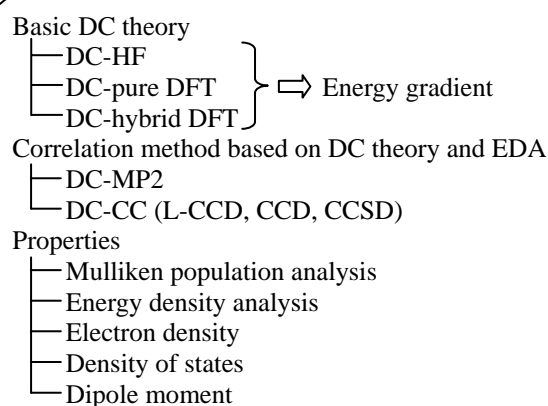 Basic DC theory
DC-HF
DC-pure DFT
DC-hybrid DFT
Energy gradient
Correlation method based on DC theory and EDA
DC-MP2
DC-CC (L-CCD, CCD, CCSD)
Properties
Mulliken population analysis
Energy density analysis
Electron density
Density of states
Dipole moment